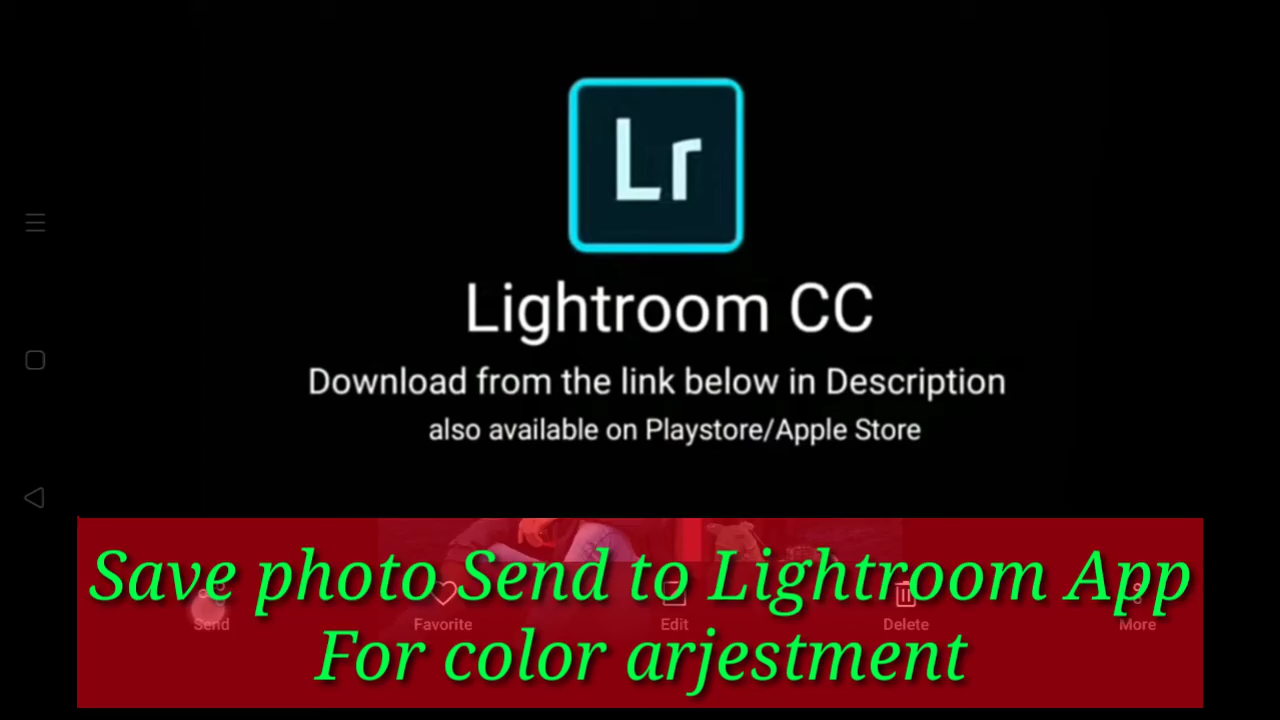 Lr
Lightroom CC
Download from the link below in Description
also available on Playstore/Apple Store
Save photo Send to Lightroom App
For color arjestment
Send Favorite Edit Delete More